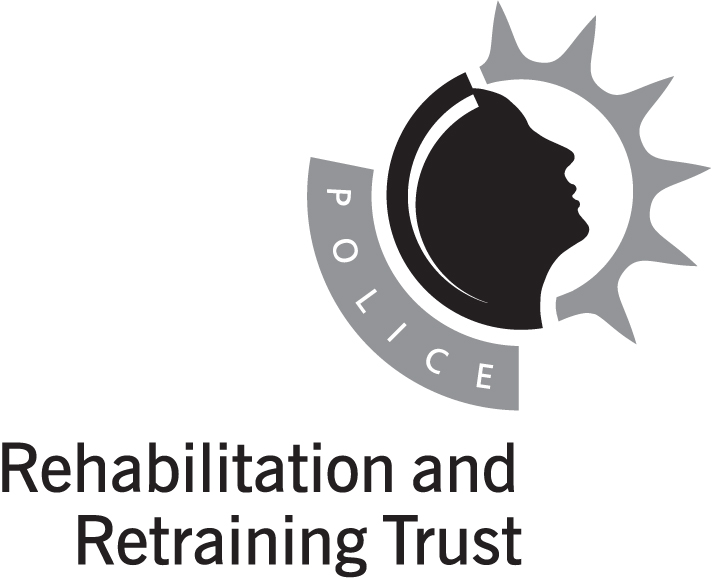 POLICE
Rehabilitation and
Retraining Trust